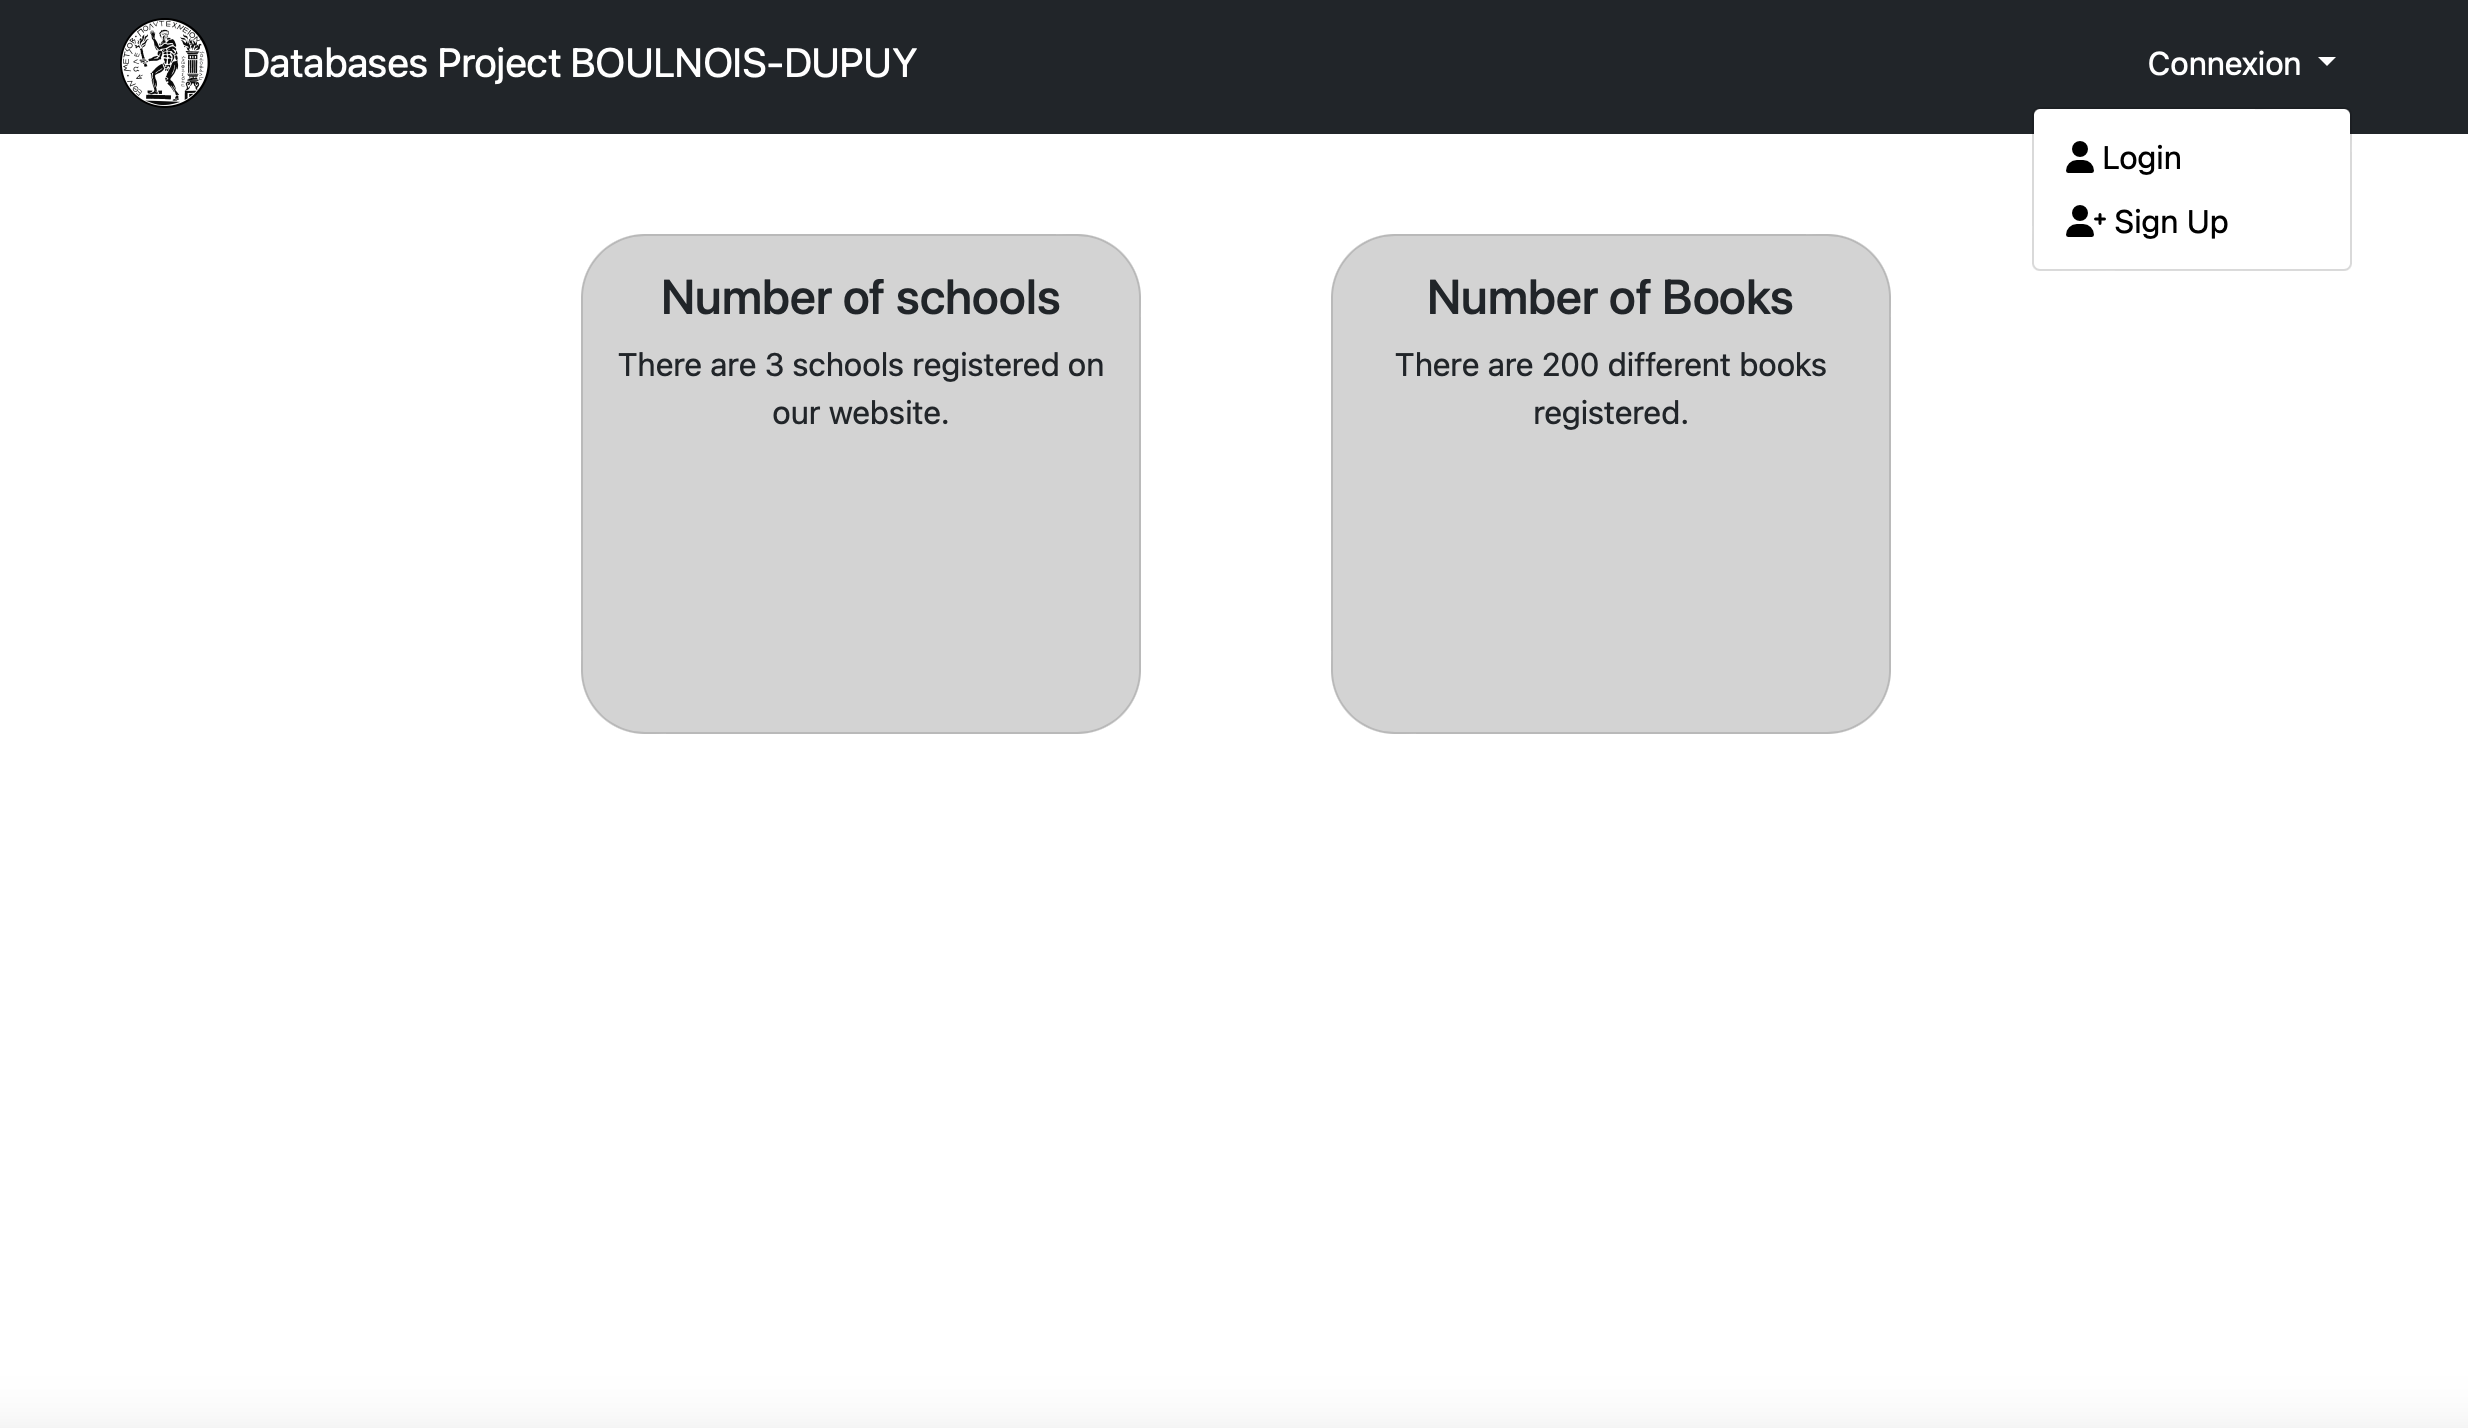 Databases Project BOULNOIS-DUPUY
Connexion
Login
Sign Up
Number of schools
There are 3 schools registered on
our website.
Number of Books
There are 200 different books
registered.